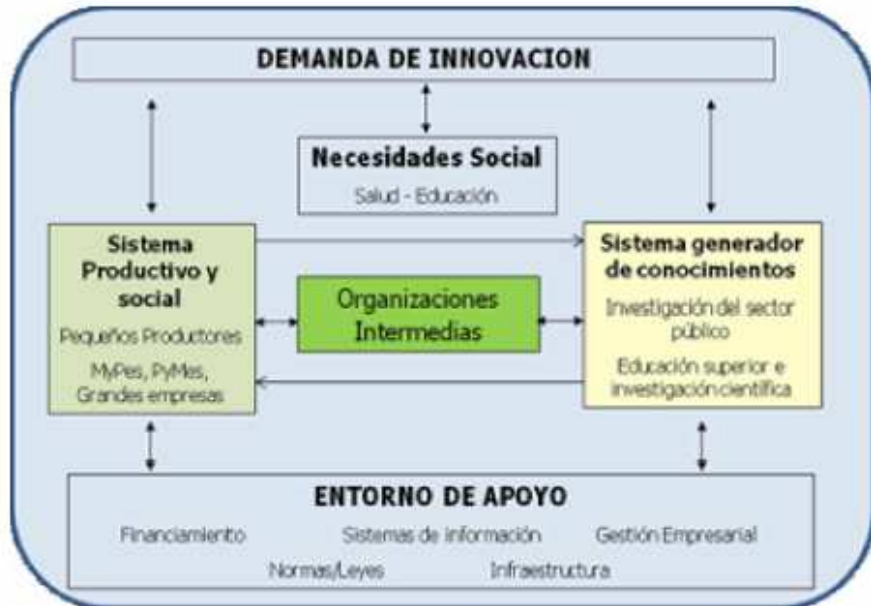 DEMANDA DE INNOVACION
Necesidades Social
Salud - Educación
Sistema
Productivo y
social
Pequeños Productores
MyPes, PyMes,
Grandes empresas
Organizaciones
Intermedias
Sistema generador
de conocimientos
Investigación del sector
público
Educación superior e
investigación científica
ENTORNO DE APOYO
Financiamiento Sistemas de información Gestión Empresarial
Normas/Leyes Infraestructura